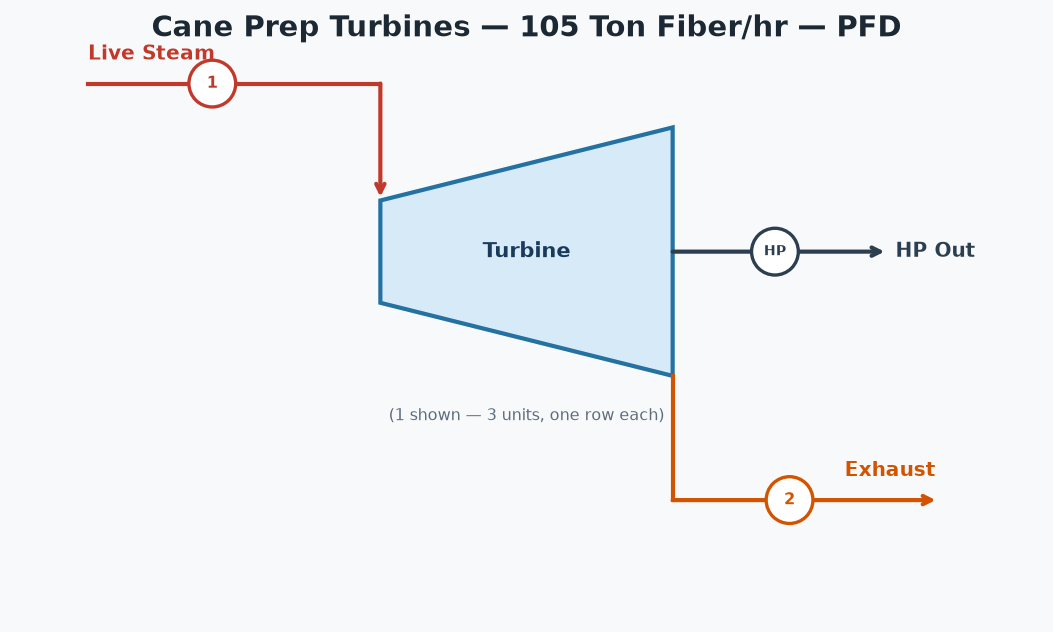 Cane Prep Turbines — 105 Ton Fiber/hr — PFD
Live Steam
1
Turbine
HP
HP Out
(1 shown — 3 units, one row each)
Exhaust
2